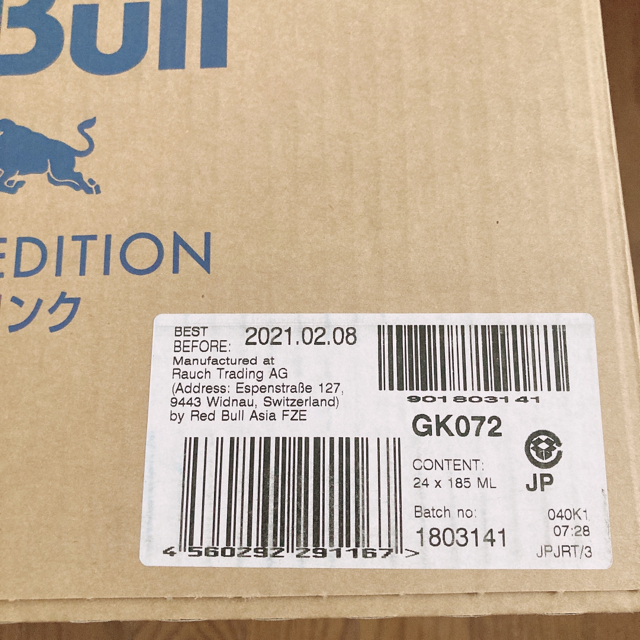 Bull
EDITION
ンク
BEST
BEFORE: 2021.02.08
Manufactured at
Rauch Trading AG
(Address: Espenstraße 127,
9443 Widnau, Switzerland)
by Red Bull Asia FZE
901803141
GK072
CONTENT:
24 x 185 ML
JP
Batch no:
1803141
040K1
07:28
JPJRT/3
4 560292 291167 >